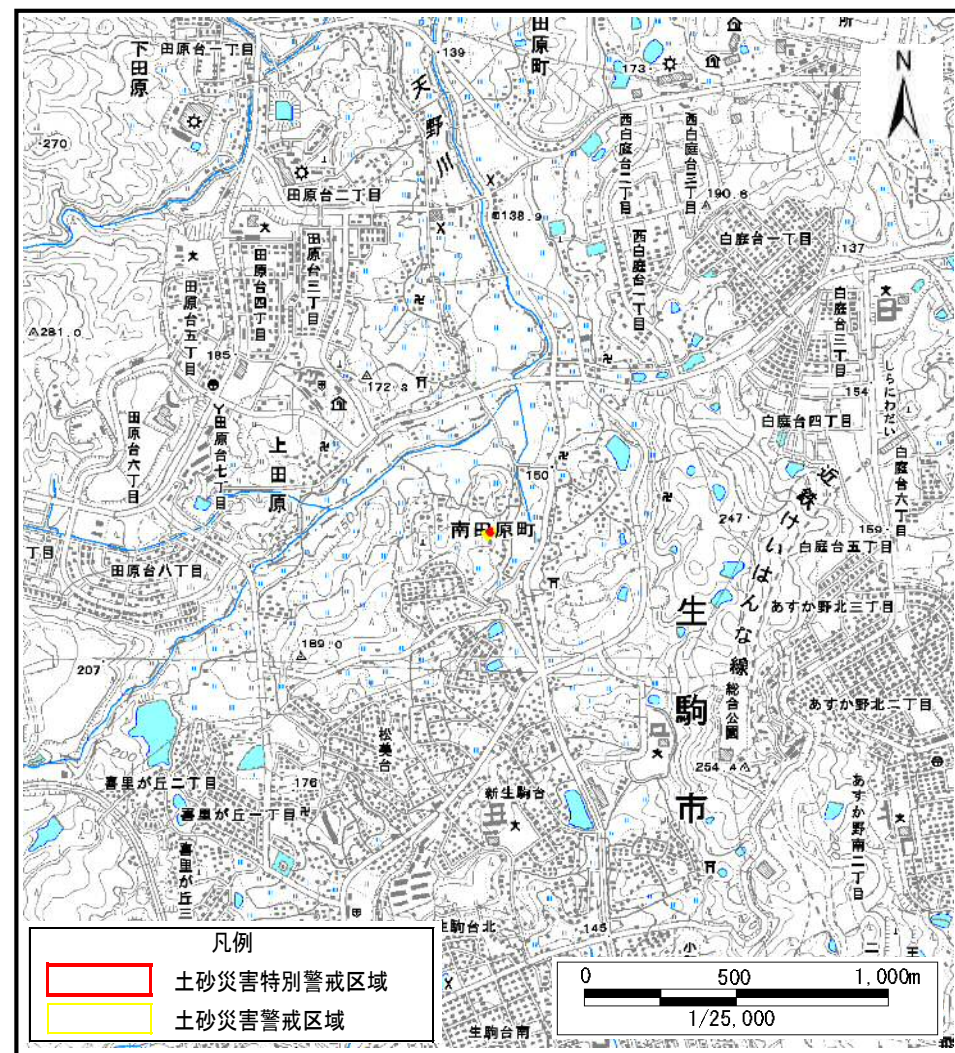 下田原
田原台一丁目
139
田原町
173
所
N
天野川
西白庭台二丁目
西白庭台三丁目
270
田原台二丁目
190.8
138.9
白庭台一丁目
137
田原台三丁目
田原台四丁目
田原台五丁目
西白庭台一丁目
白庭台三丁目
281.0
185
172.3
154
しらにわだい
田原台六丁目
田原台七丁目
上田原
白庭台四丁目
白庭台六丁目
近鉄けいはんな線
150
247
159
南田原町
白庭台五丁目
丁目
田原台八丁目
150
あすか野北三丁目
生駒市
189.0
207
総合公園
あすか野北二丁目
松美台
254.4
喜里が丘二丁目
176
新生駒台
あすか野南二丁目
喜里が丘一丁目
喜里が丘三
生駒台北
145
小
二
王
凡例
土砂災害特別警戒区域
土砂災害警戒区域
0 500 1,000m
1/25,000
生駒台南